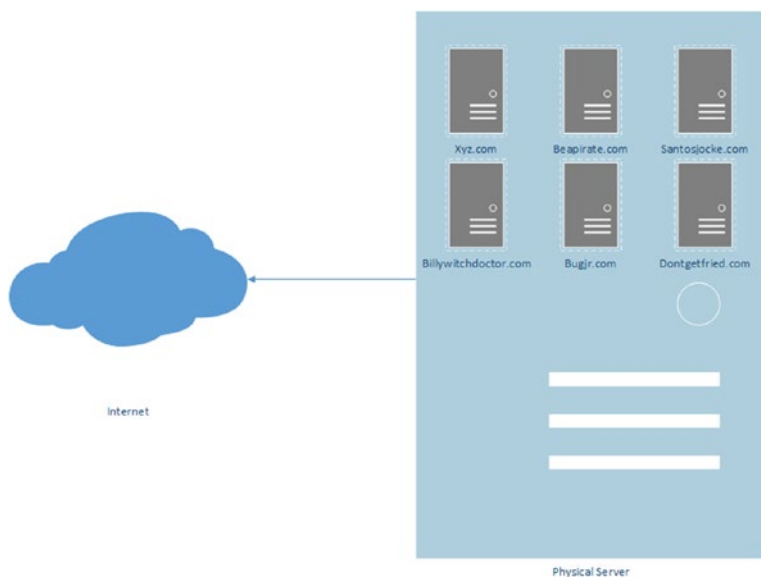 Xyz.com
Beapirate.com
Santosjocke.com
Billywitchdoctor.com
Bugjr.com
Dontgetfried.com
Internet
Physical Server